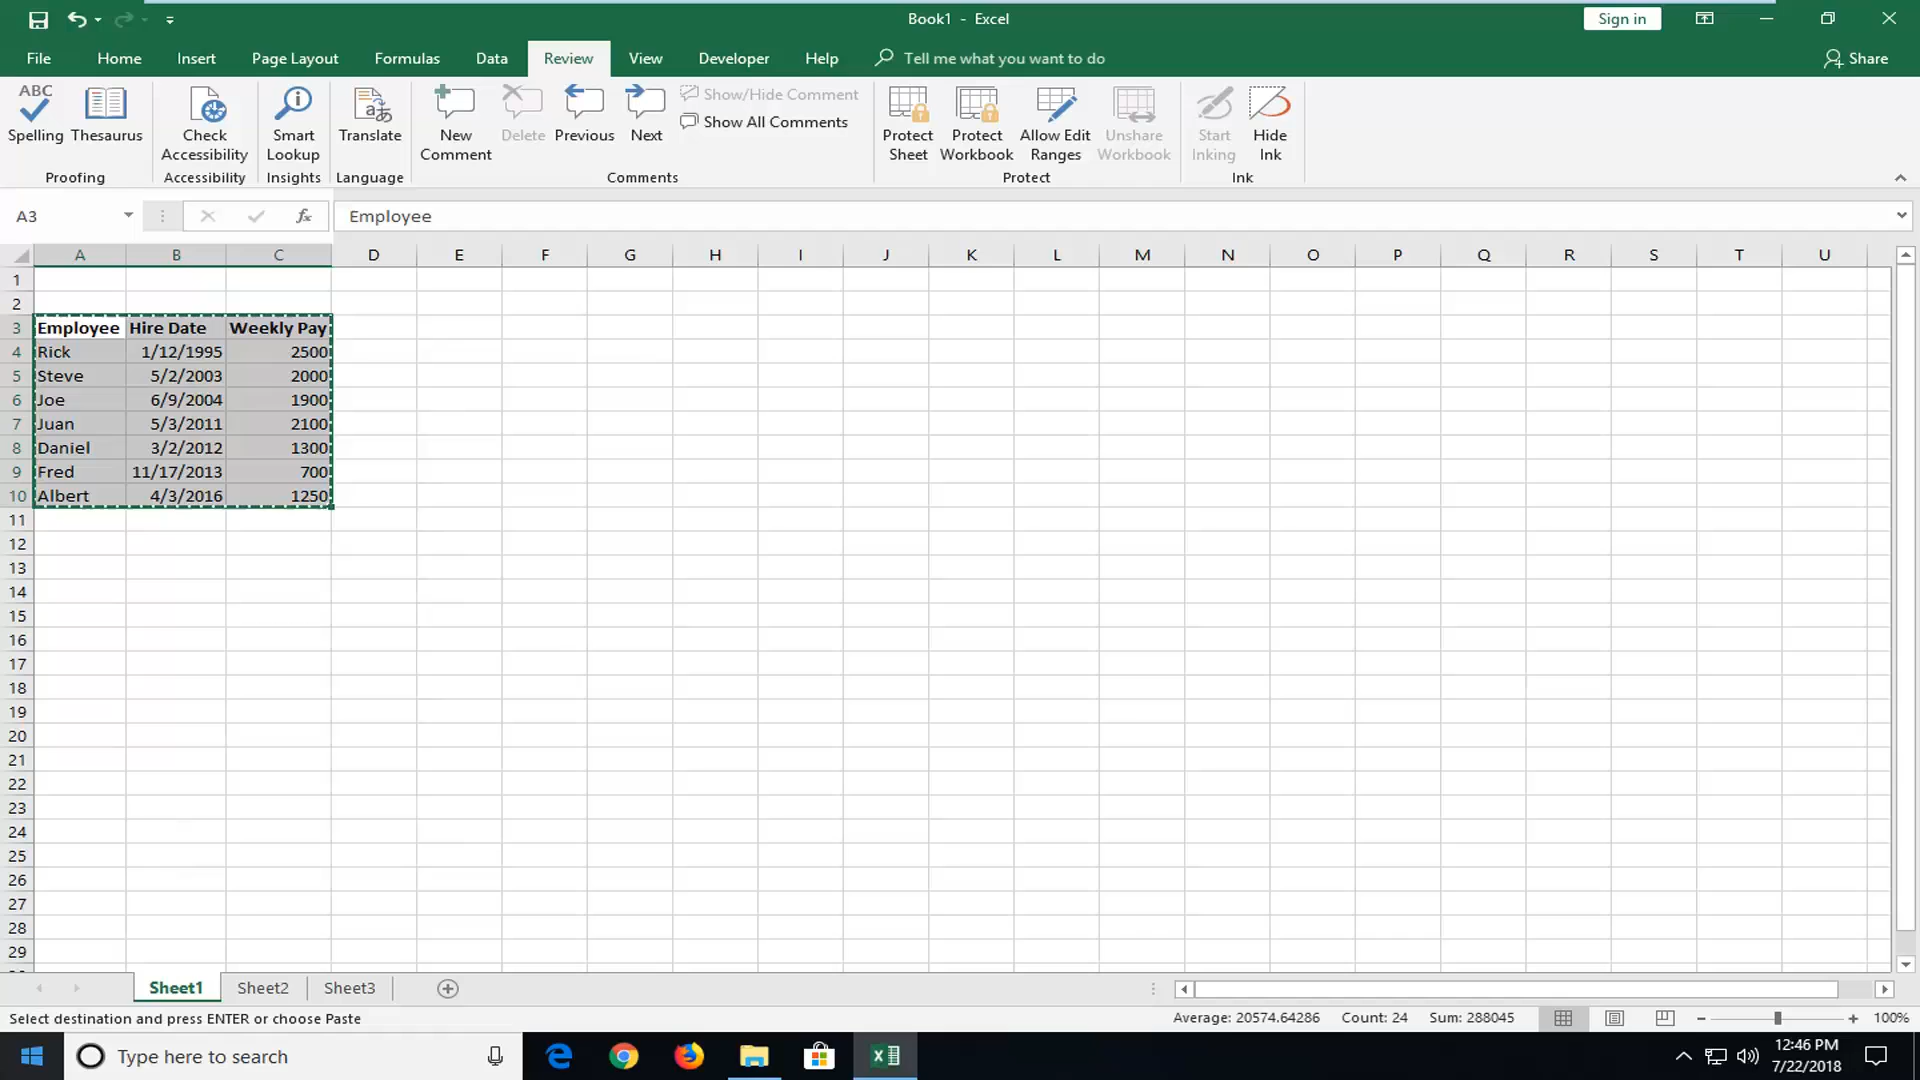 Book1 - Excel
Sign in
File Home Insert Page Layout Formulas Data Review View Developer Help Tell me what you want to do Share
ABC
Spelling Thesaurus
Check Accessibility
Smart Lookup
Translate
New Comment
Delete Previous Next
Show/Hide Comment
Show All Comments
Protect Sheet
Protect Workbook
Allow Edit Ranges
Unshare Workbook
Start Inking
Hide Ink
Proofing Accessibility Insights Language Comments Protect Ink
A3 fx Employee
A B C D E F G H I J K L M N O P Q R S T U
1
2
3 Employee Hire Date Weekly Pay
4 Rick 1/12/1995 2500
5 Steve 5/2/2003 2000
6 Joe 6/9/2004 1900
7 Juan 5/3/2011 2100
8 Daniel 3/2/2012 1300
9 Fred 11/17/2013 700
10 Albert 4/3/2016 1250
11
12
13
14
15
16
17
18
19
20
21
22
23
24
25
26
27
28
29
Sheet1 Sheet2 Sheet3
Select destination and press ENTER or choose Paste Average: 20574.64286 Count: 24 Sum: 288045 100%
Type here to search
12:46 PM
7/22/2018